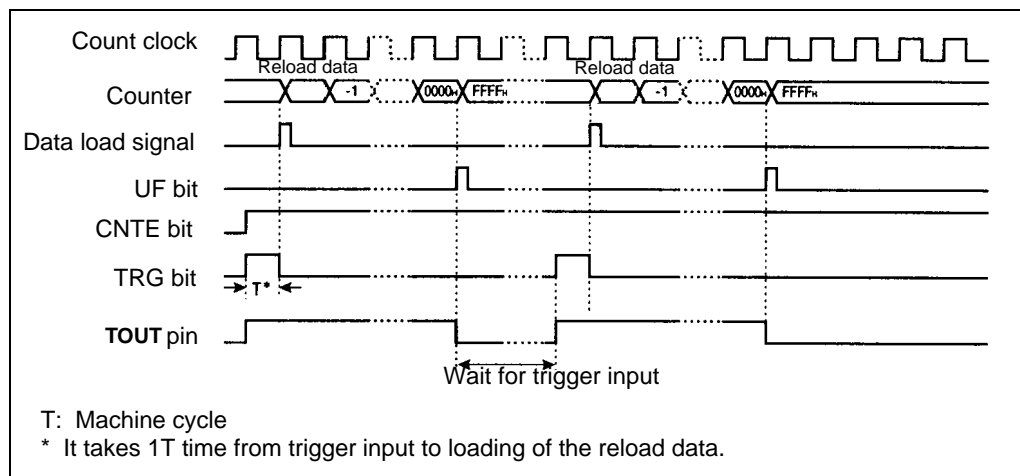 Count clock
Reload data Reload data
Counter -1 0000H FFFFH -1 0000H FFFFH
Data load signal
UF bit
CNTE bit
TRG bit
T*
TOUT pin
Wait for trigger input
T: Machine cycle
* It takes 1T time from trigger input to loading of the reload data.